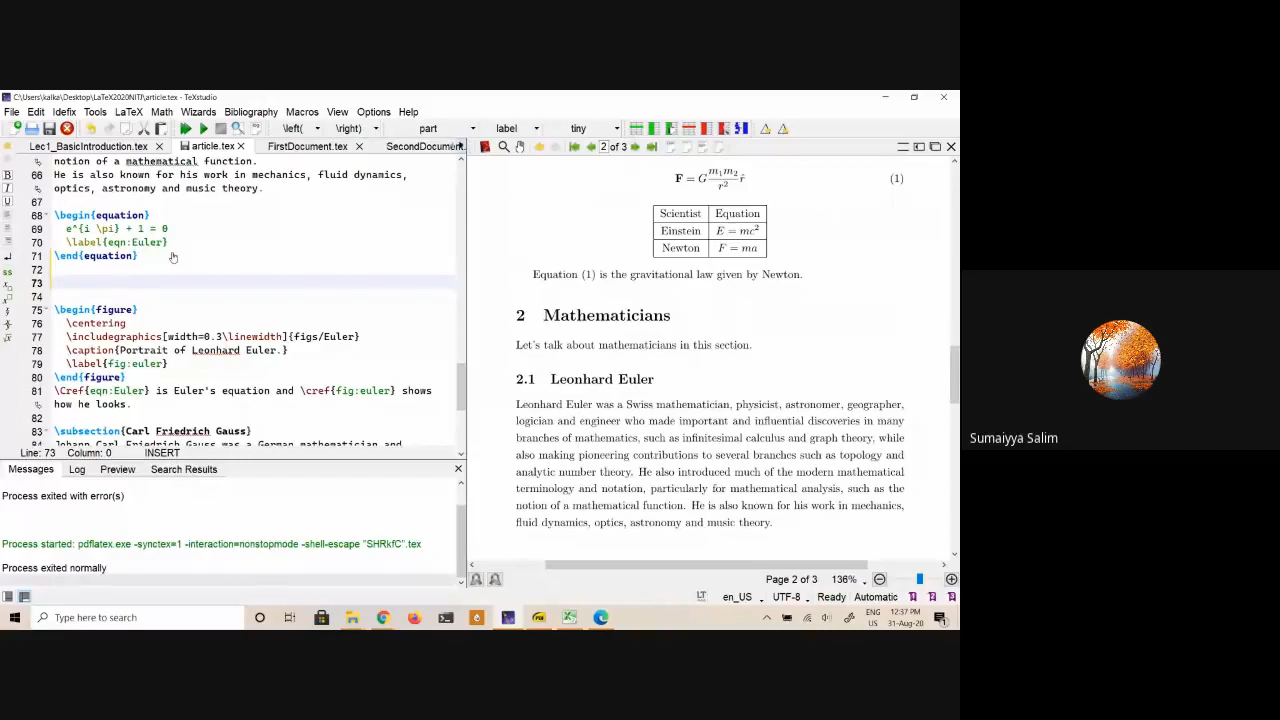 C:\Users\kalka\Desktop\LaTeX2020NITJ\article.tex - TeXstudio
File Edit Idefix Tools LaTeX Math Wizards Bibliography Macros View Options Help
\left( \right) part label tiny
Lec1_BasicIntroduction.tex article.tex FirstDocument.tex SecondDocument.
2 of 3
notion of a mathematical function.
66 He is also known for his work in mechanics, fluid dynamics,
optics, astronomy and music theory.
67
68 \begin{equation}
69 e^{i \pi} + 1 = 0
70 \label{eqn:Euler}
71 \end{equation}
72
73
74
75 \begin{figure}
76 \centering
77 \includegraphics[width=0.3\linewidth]{figs/Euler}
78 \caption{Portrait of Leonhard Euler.}
79 \label{fig:euler}
80 \end{figure}
81 \Cref{eqn:Euler} is Euler's equation and \cref{fig:euler} shows
how he looks.
82
83 \subsection{Carl Friedrich Gauss}
84 Johann Carl Friedrich Gauss was a German mathematician and
Line: 73 Column: 0 INSERT
Messages Log Preview Search Results
Process exited with error(s)
Process started: pdflatex.exe -synctex=1 -interaction=nonstopmode -shell-escape "SHRkfC".tex
Process exited normally
F = G m₁m₂/r² r̂ (1)
Scientist Equation
Einstein E = mc²
Newton F = ma
Equation (1) is the gravitational law given by Newton.
2 Mathematicians
Let's talk about mathematicians in this section.
2.1 Leonhard Euler
Leonhard Euler was a Swiss mathematician, physicist, astronomer, geographer,
logician and engineer who made important and influential discoveries in many
branches of mathematics, such as infinitesimal calculus and graph theory, while
also making pioneering contributions to several branches such as topology and
analytic number theory. He also introduced much of the modern mathematical
terminology and notation, particularly for mathematical analysis, such as the
notion of a mathematical function. He is also known for his work in mechanics,
fluid dynamics, optics, astronomy and music theory.
Page 2 of 3 136%
LT en_US UTF-8 Ready Automatic
Type here to search
ENG
US
12:37 PM
31-Aug-20
Sumaiyya Salim